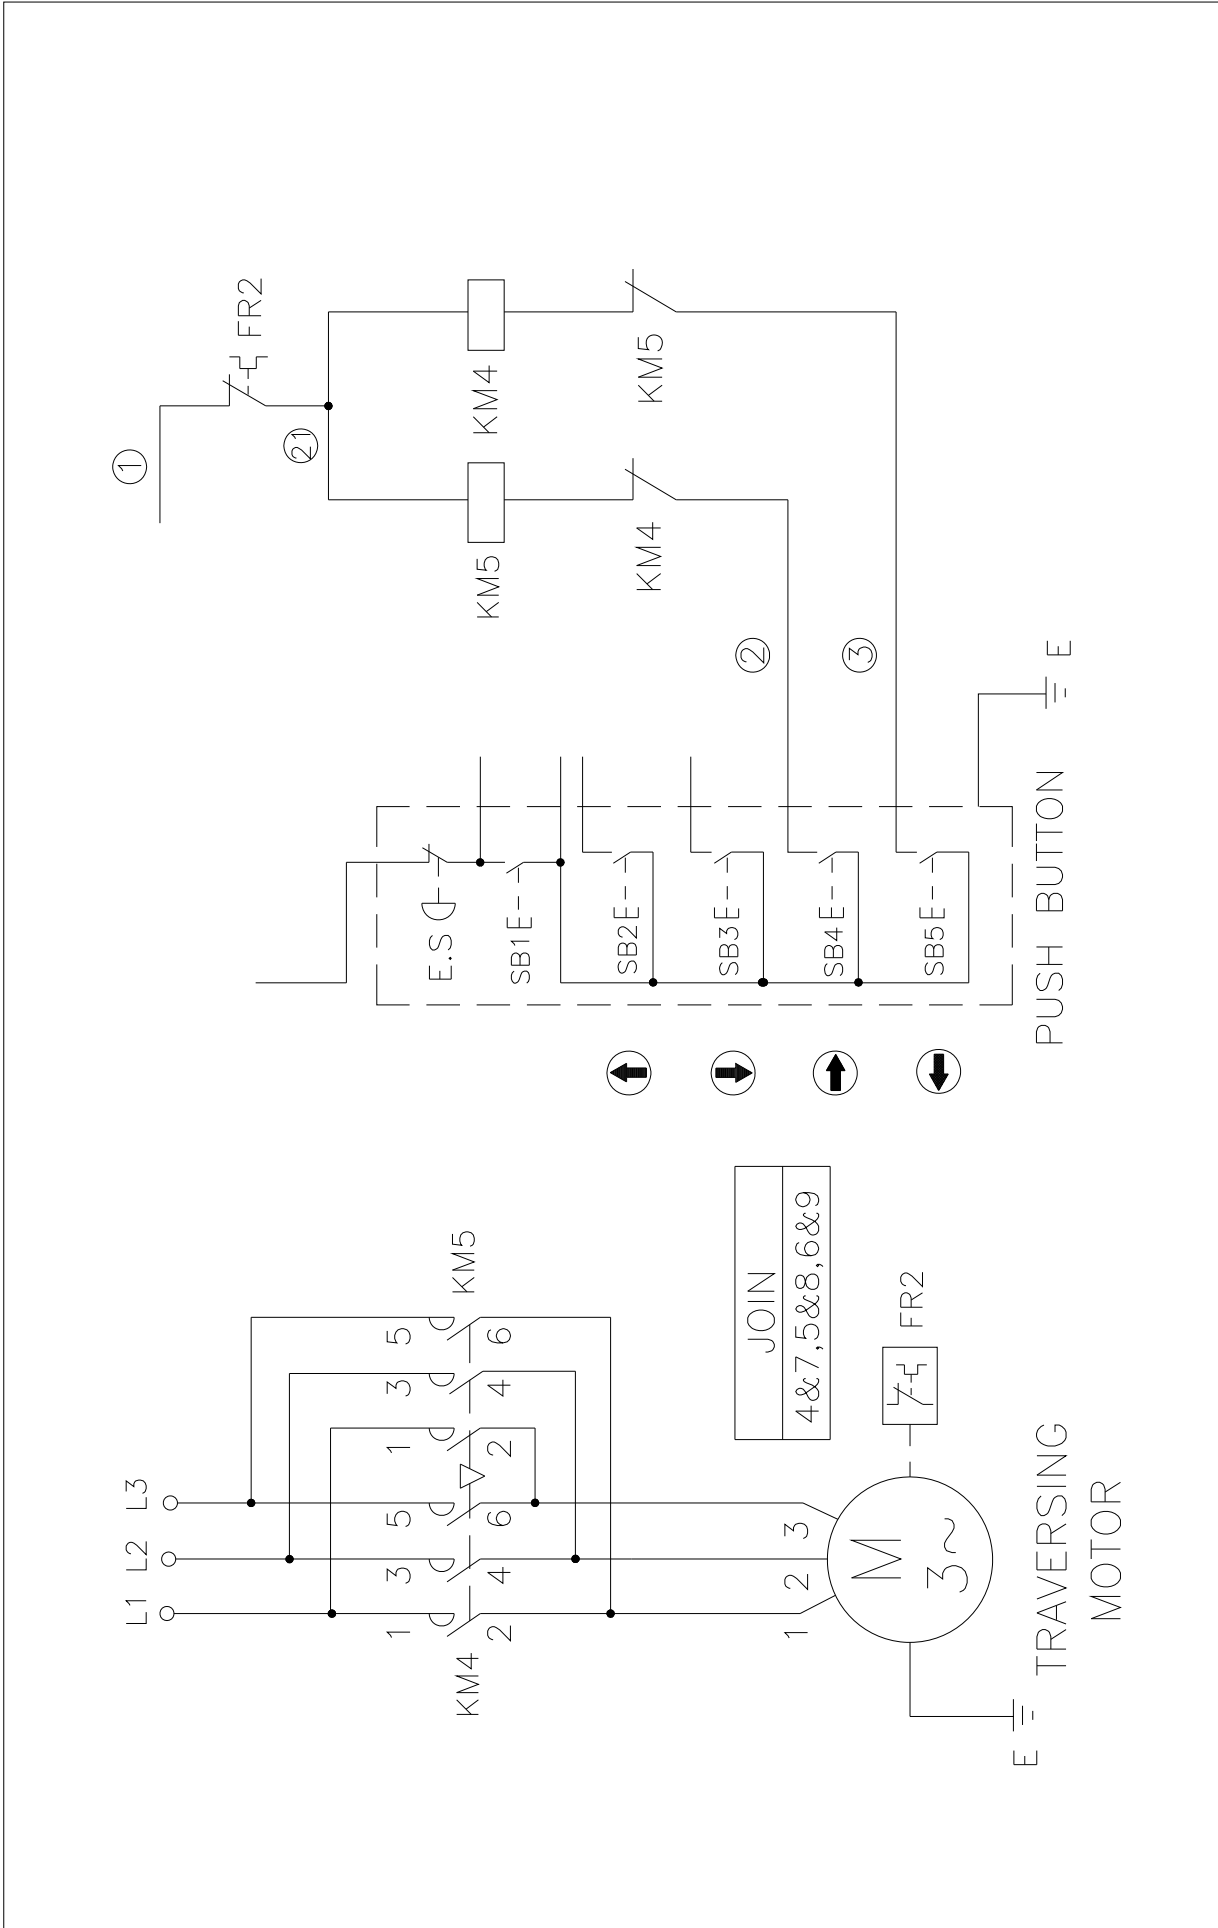 L1
L2
L3
1
3
5
1
3
5
KM4
KM5
2
4
6
2
4
6
1
2
3
M
3~
FR2
E
TRAVERSING
MOTOR
JOIN
4&7,5&8,6&9
E.S
SB1
SB2
SB3
SB4
SB5
PUSH BUTTON
E
1
FR2
21
KM5
KM4
KM4
KM5
2
3